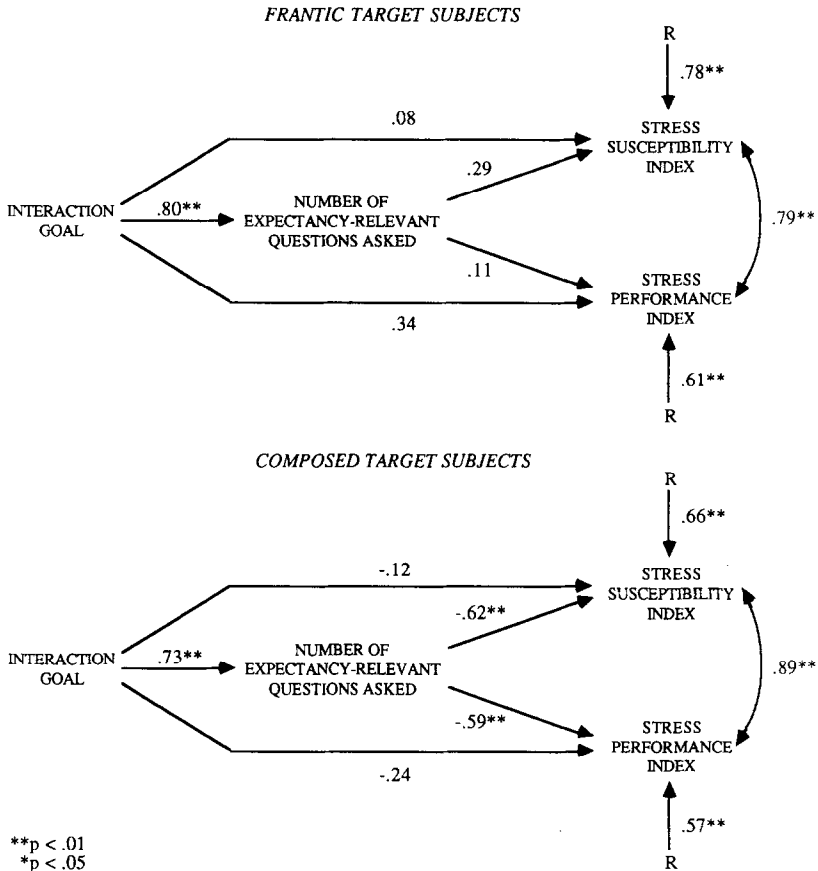 FRANTIC TARGET SUBJECTS
R
.78**
.08
STRESS
SUSCEPTIBILITY
INDEX
.29
INTERACTION
GOAL
.80**
NUMBER OF
EXPECTANCY-RELEVANT
QUESTIONS ASKED
.79**
.11
STRESS
PERFORMANCE
INDEX
.34
.61**
R
COMPOSED TARGET SUBJECTS
R
.66**
-.12
STRESS
SUSCEPTIBILITY
INDEX
-.62**
INTERACTION
GOAL
.73**
NUMBER OF
EXPECTANCY-RELEVANT
QUESTIONS ASKED
.89**
-.59**
STRESS
PERFORMANCE
INDEX
-.24
.57**
R
**p < .01
*p < .05